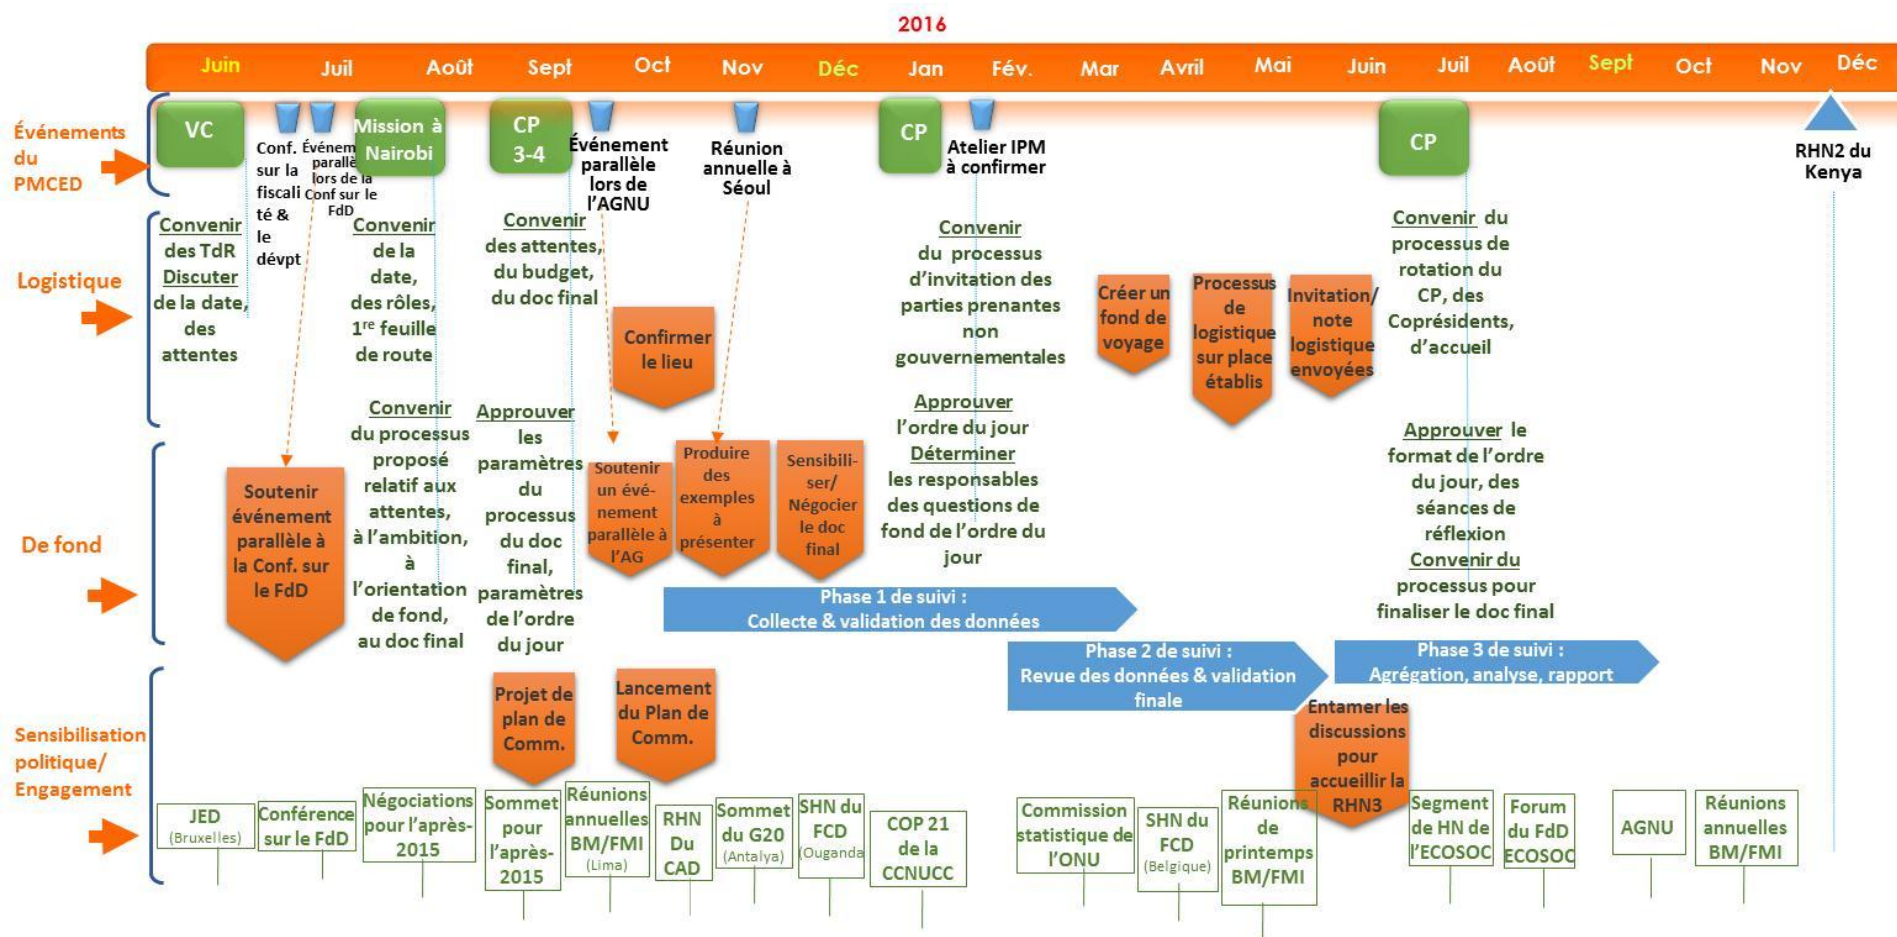 2016
Juin
Juil
Août
Sept
Oct
Nov
Déc
Jan
Fév.
Mar
Avril
Mai
Juin
Juil
Août
Sept
Oct
Nov
Déc
Événements
du
PMCED
VC
Conf.
sur la
fiscali
té &
le
dévpt
Événem
parallè
lors de la
Conf sur le
FdD
Mission à
Nairobi
CP
3-4
Événement
parallèle
lors de
l'AGNU
Réunion
annuelle à
Séoul
CP
Atelier IPM
à confirmer
CP
RHN2 du
Kenya
Logistique
Convenir
des TdR
Discuter
de la date,
des
attentes
Convenir
de la
date,
des rôles,
1re feuille
de route
Convenir
des attentes,
du budget,
du doc final
Confirmer
le lieu
Convenir
du processus
d'invitation des
parties prenantes
non
gouvernementales
Créer un
fond de
voyage
Processus
de
logistique
sur place
établis
Invitation/
note
logistique
envoyées
Convenir du
processus de
rotation du
CP, des
Coprésidents,
d'accueil
De fond
Soutenir
événement
parallèle à
la Conf. sur
le FdD
Convenir
du processus
proposé
relatif aux
attentes,
à l'ambition,
à
l'orientation
de fond,
au doc final
Approuver
les
paramètres
du
processus
du doc
final,
paramètres
de l'ordre
du jour
Soutenir
un évé-
nement
parallèle à
l'AG
Produire
des
exemples
à
présenter
Sensibili-
ser/
Négocier
le doc
final
Approuver
l'ordre du jour
Déterminer
les responsables
des questions de
fond de l'ordre du
jour
Approuver le
format de l'ordre
du jour, des
séances de
réflexion
Convenir du
processus pour
finaliser le doc final
Phase 1 de suivi :
Collecte & validation des données
Phase 2 de suivi :
Revue des données & validation
finale
Phase 3 de suivi :
Agrégation, analyse, rapport
Sensibilisation
politique/
Engagement
Projet de
plan de
Comm.
Lancement
du Plan de
Comm.
Entamer les
discussions
pour
accueillir la
RHN3
JED
(Bruxelles)
Conférence
sur le FdD
Négociations
pour l'après-
2015
Sommet
pour
l'après-
2015
Réunions
annuelles
BM/FMI
(Lima)
RHN
Du
CAD
Sommet
du G20
(Antalya)
SHN du
FCD
(Ouganda
COP 21
de la
CCNUCC
Commission
statistique de
l'ONU
SHN du
FCD
(Belgique)
Réunions
de
printemps
BM/FMI
Segment
de HN de
l'ECOSOC
Forum
du FdD
ECOSOC
AGNU
Réunions
annuelles
BM/FMI